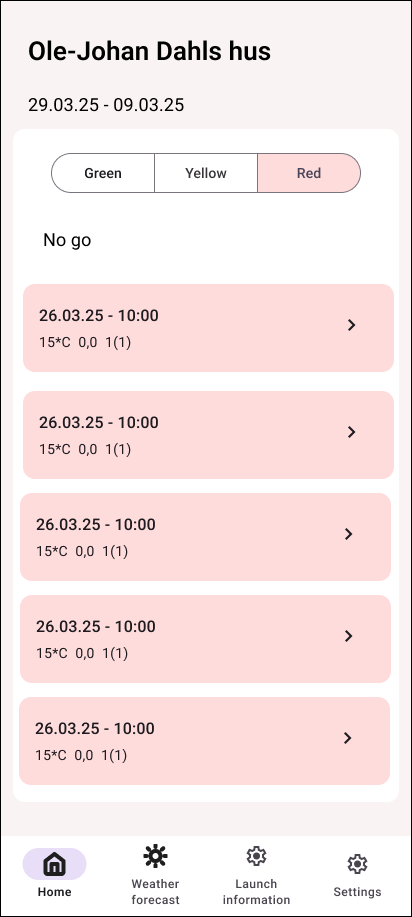 Ole-Johan Dahls hus
29.03.25 - 09.03.25
Green Yellow Red
No go
26.03.25 - 10:00
15*C 0,0 1(1)
26.03.25 - 10:00
15*C 0,0 1(1)
26.03.25 - 10:00
15*C 0,0 1(1)
26.03.25 - 10:00
15*C 0,0 1(1)
26.03.25 - 10:00
15*C 0,0 1(1)
Home
Weather
forecast
Launch
information
Settings